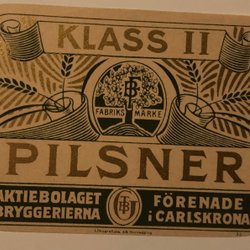 KLASS II
FABRIKS MÄRKE
PILSNER
AKTIEBOLAGET FÖRENADE
BRYGGERIERNA i CARLSKRONA